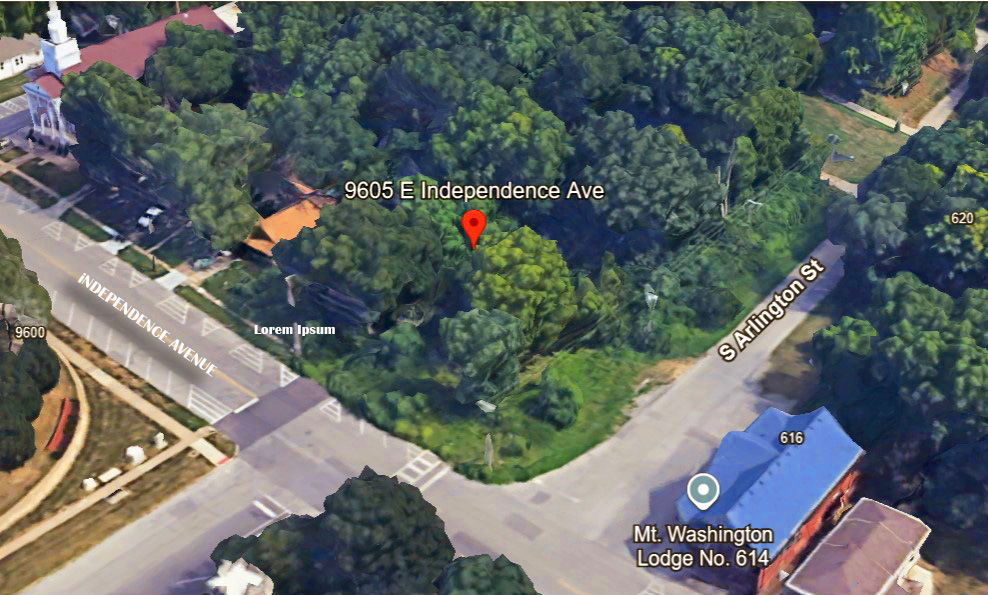 9605 E Independence Ave
620
S Arlington St
iNDEPENDENCE AVENUE
Lorem Ipsum
9600
616
Mt. Washington
Lodge No. 614